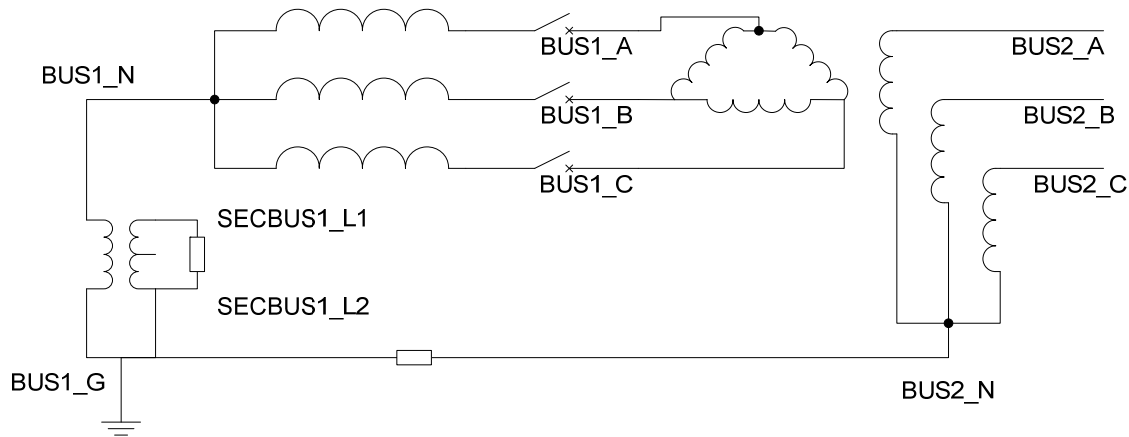 BUS1_A
BUS2_A
BUS1_N
BUS1_B
BUS2_B
BUS1_C
BUS2_C
SECBUS1_L1
SECBUS1_L2
BUS1_G
BUS2_N